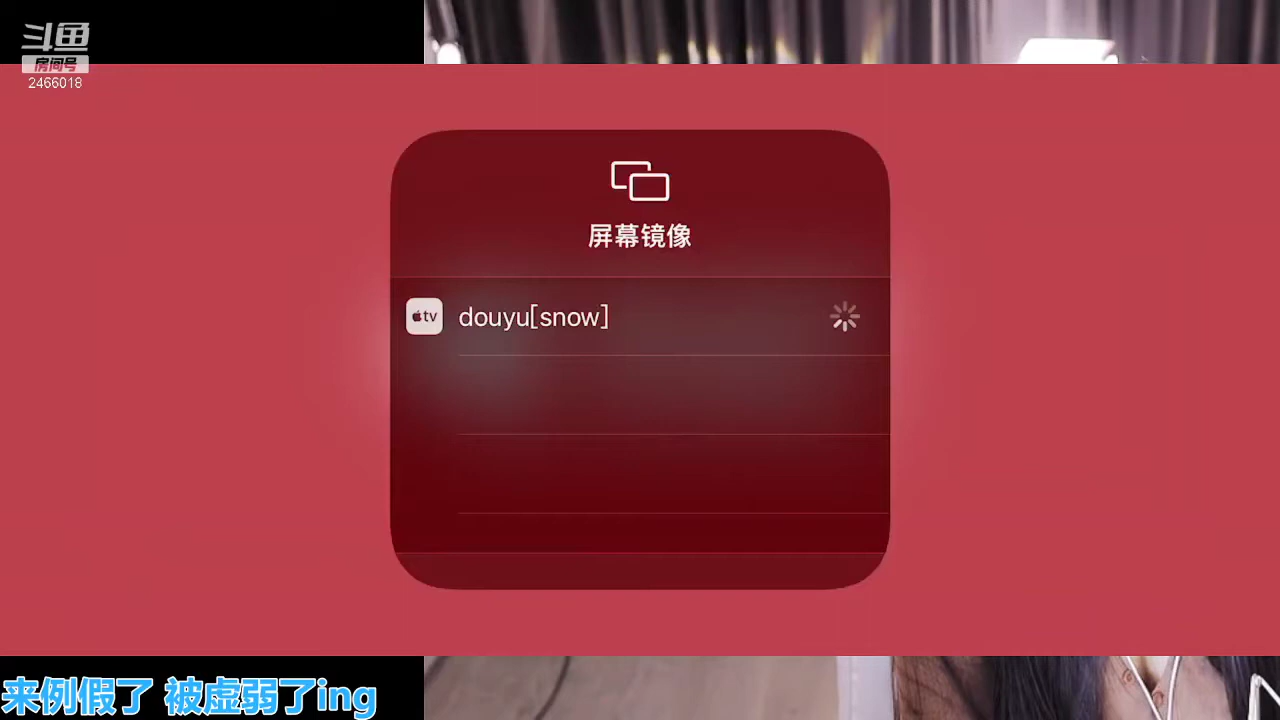 斗鱼
房间号
2466018
屏幕镜像
tv
douyu[snow]
来例假了 被虚弱了ing